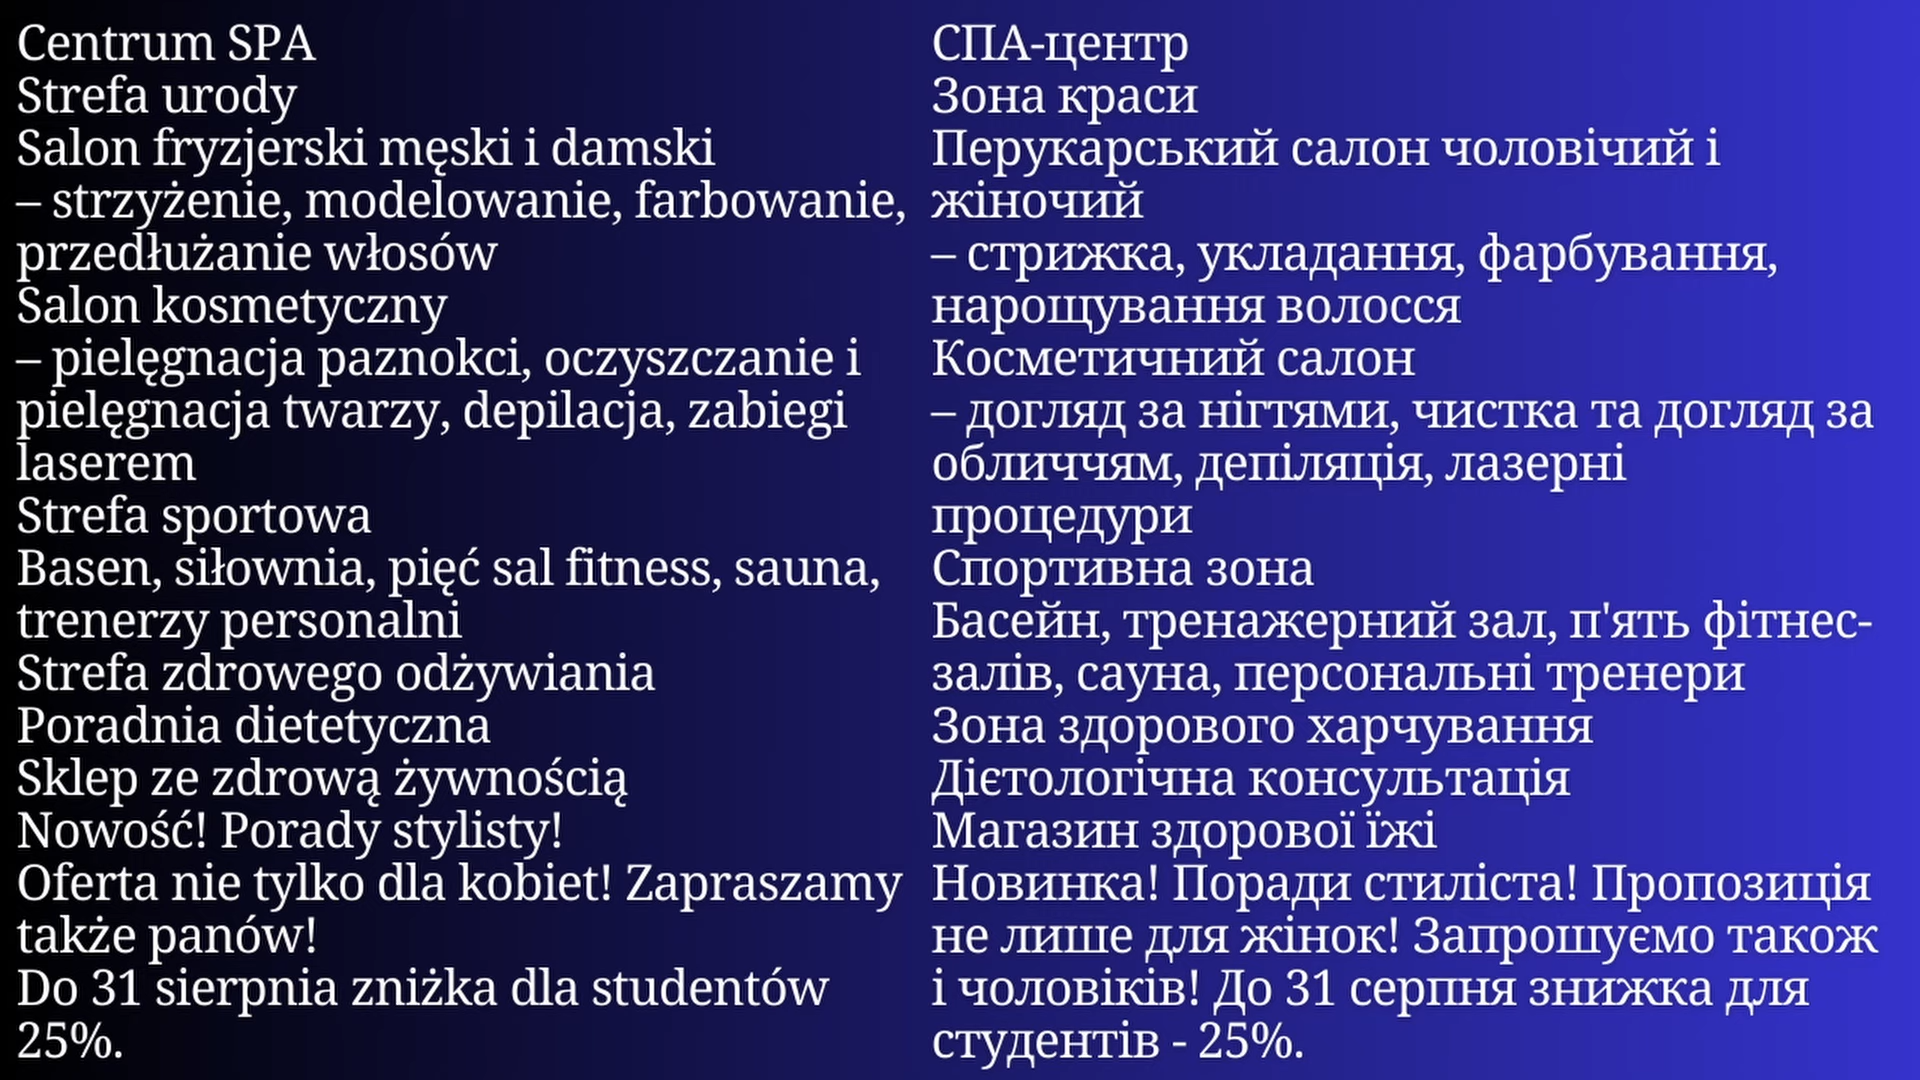 Centrum SPA
Strefa urody
Salon fryzjerski męski i damski
– strzyżenie, modelowanie, farbowanie,
przedłużanie włosów
Salon kosmetyczny
– pielęgnacja paznokci, oczyszczanie i
pielęgnacja twarzy, depilacja, zabiegi
laserem
Strefa sportowa
Basen, siłownia, pięć sal fitness, sauna,
trenerzy personalni
Strefa zdrowego odżywiania
Poradnia dietetyczna
Sklep ze zdrową żywnością
Nowość! Porady stylisty!
Oferta nie tylko dla kobiet! Zapraszamy
także panów!
Do 31 sierpnia zniżka dla studentów
25%.
СПА-центр
Зона краси
Перукарський салон чоловічий і
жіночий
– стрижка, укладання, фарбування,
нарощування волосся
Косметичний салон
– догляд за нігтями, чистка та догляд за
обличчям, депіляція, лазерні
процедури
Спортивна зона
Басейн, тренажерний зал, п'ять фітнес-
залів, сауна, персональні тренери
Зона здорового харчування
Дієтологічна консультація
Магазин здорової їжі
Новинка! Поради стиліста! Пропозиція
не лише для жінок! Запрошуємо також
і чоловіків! До 31 серпня знижка для
студентів - 25%.